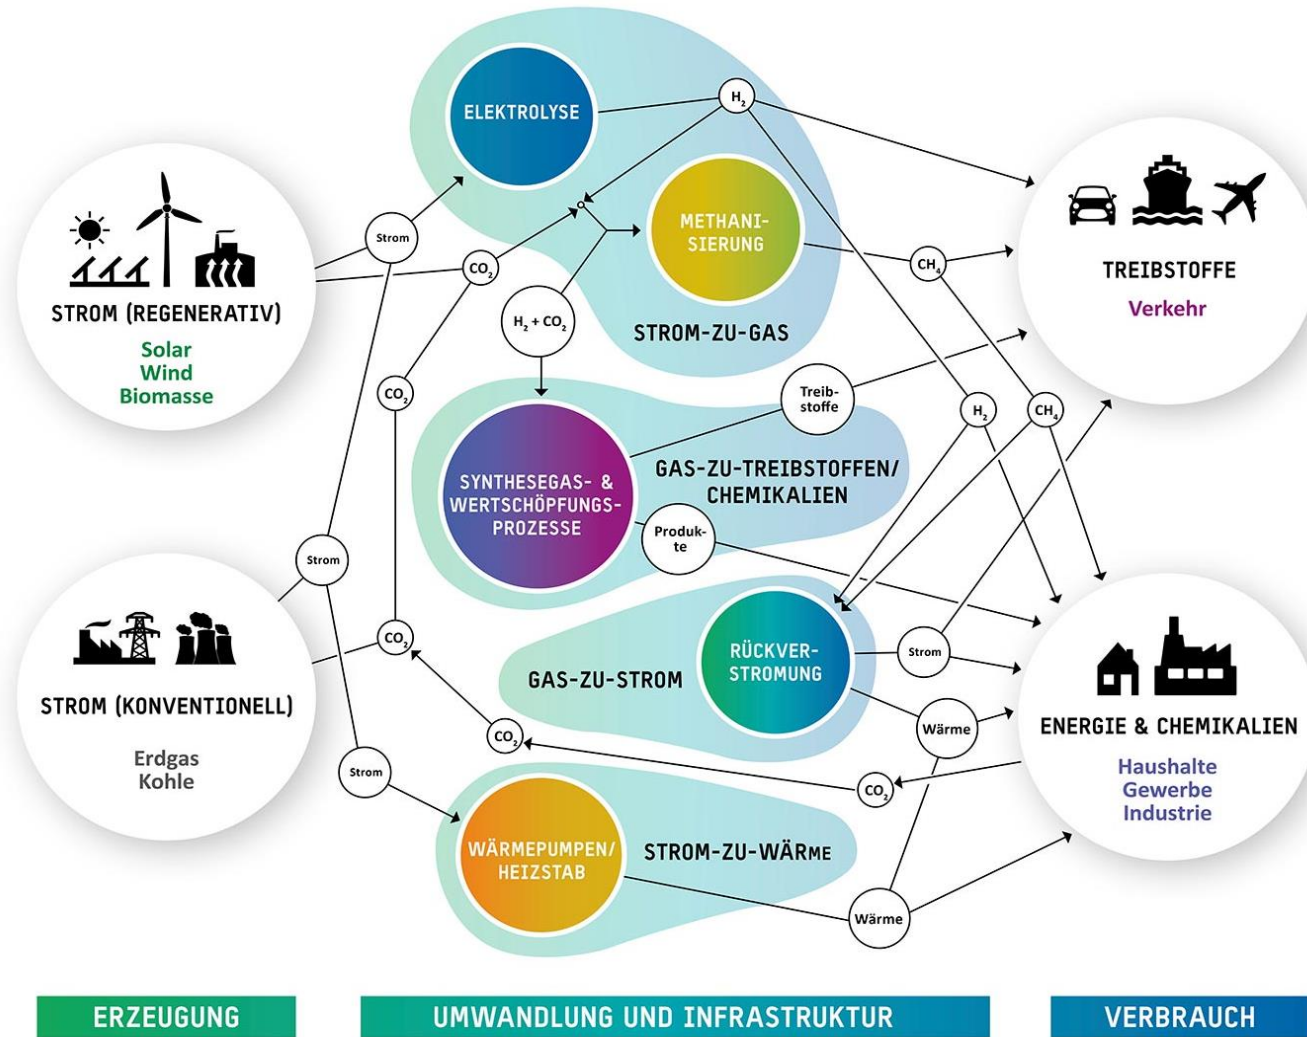 ELEKTROLYSE
H₂
METHANI-
SIERUNG
STROM-ZU-GAS
Strom
CO₂
H₂ + CO₂
CH₄
STROM (REGENERATIV)
Solar
Wind
Biomasse
TREIBSTOFFE
Verkehr
CO₂
Treib-
stoffe
H₂
CH₄
SYNTHESEGAS- &
WERTSCHÖPFUNGS-
PROZESSE
GAS-ZU-TREIBSTOFFEN/
CHEMIKALIEN
Produk-
te
Strom
CO₂
STROM (KONVENTIONELL)
Erdgas
Kohle
GAS-ZU-STROM
RÜCKVER-
STROMUNG
Strom
Wärme
ENERGIE & CHEMIKALIEN
Haushalte
Gewerbe
Industrie
CO₂
CO₂
Strom
WÄRMEPUMPEN/
HEIZSTAB
STROM-ZU-WÄRme
Wärme
ERZEUGUNG
UMWANDLUNG UND INFRASTRUKTUR
VERBRAUCH